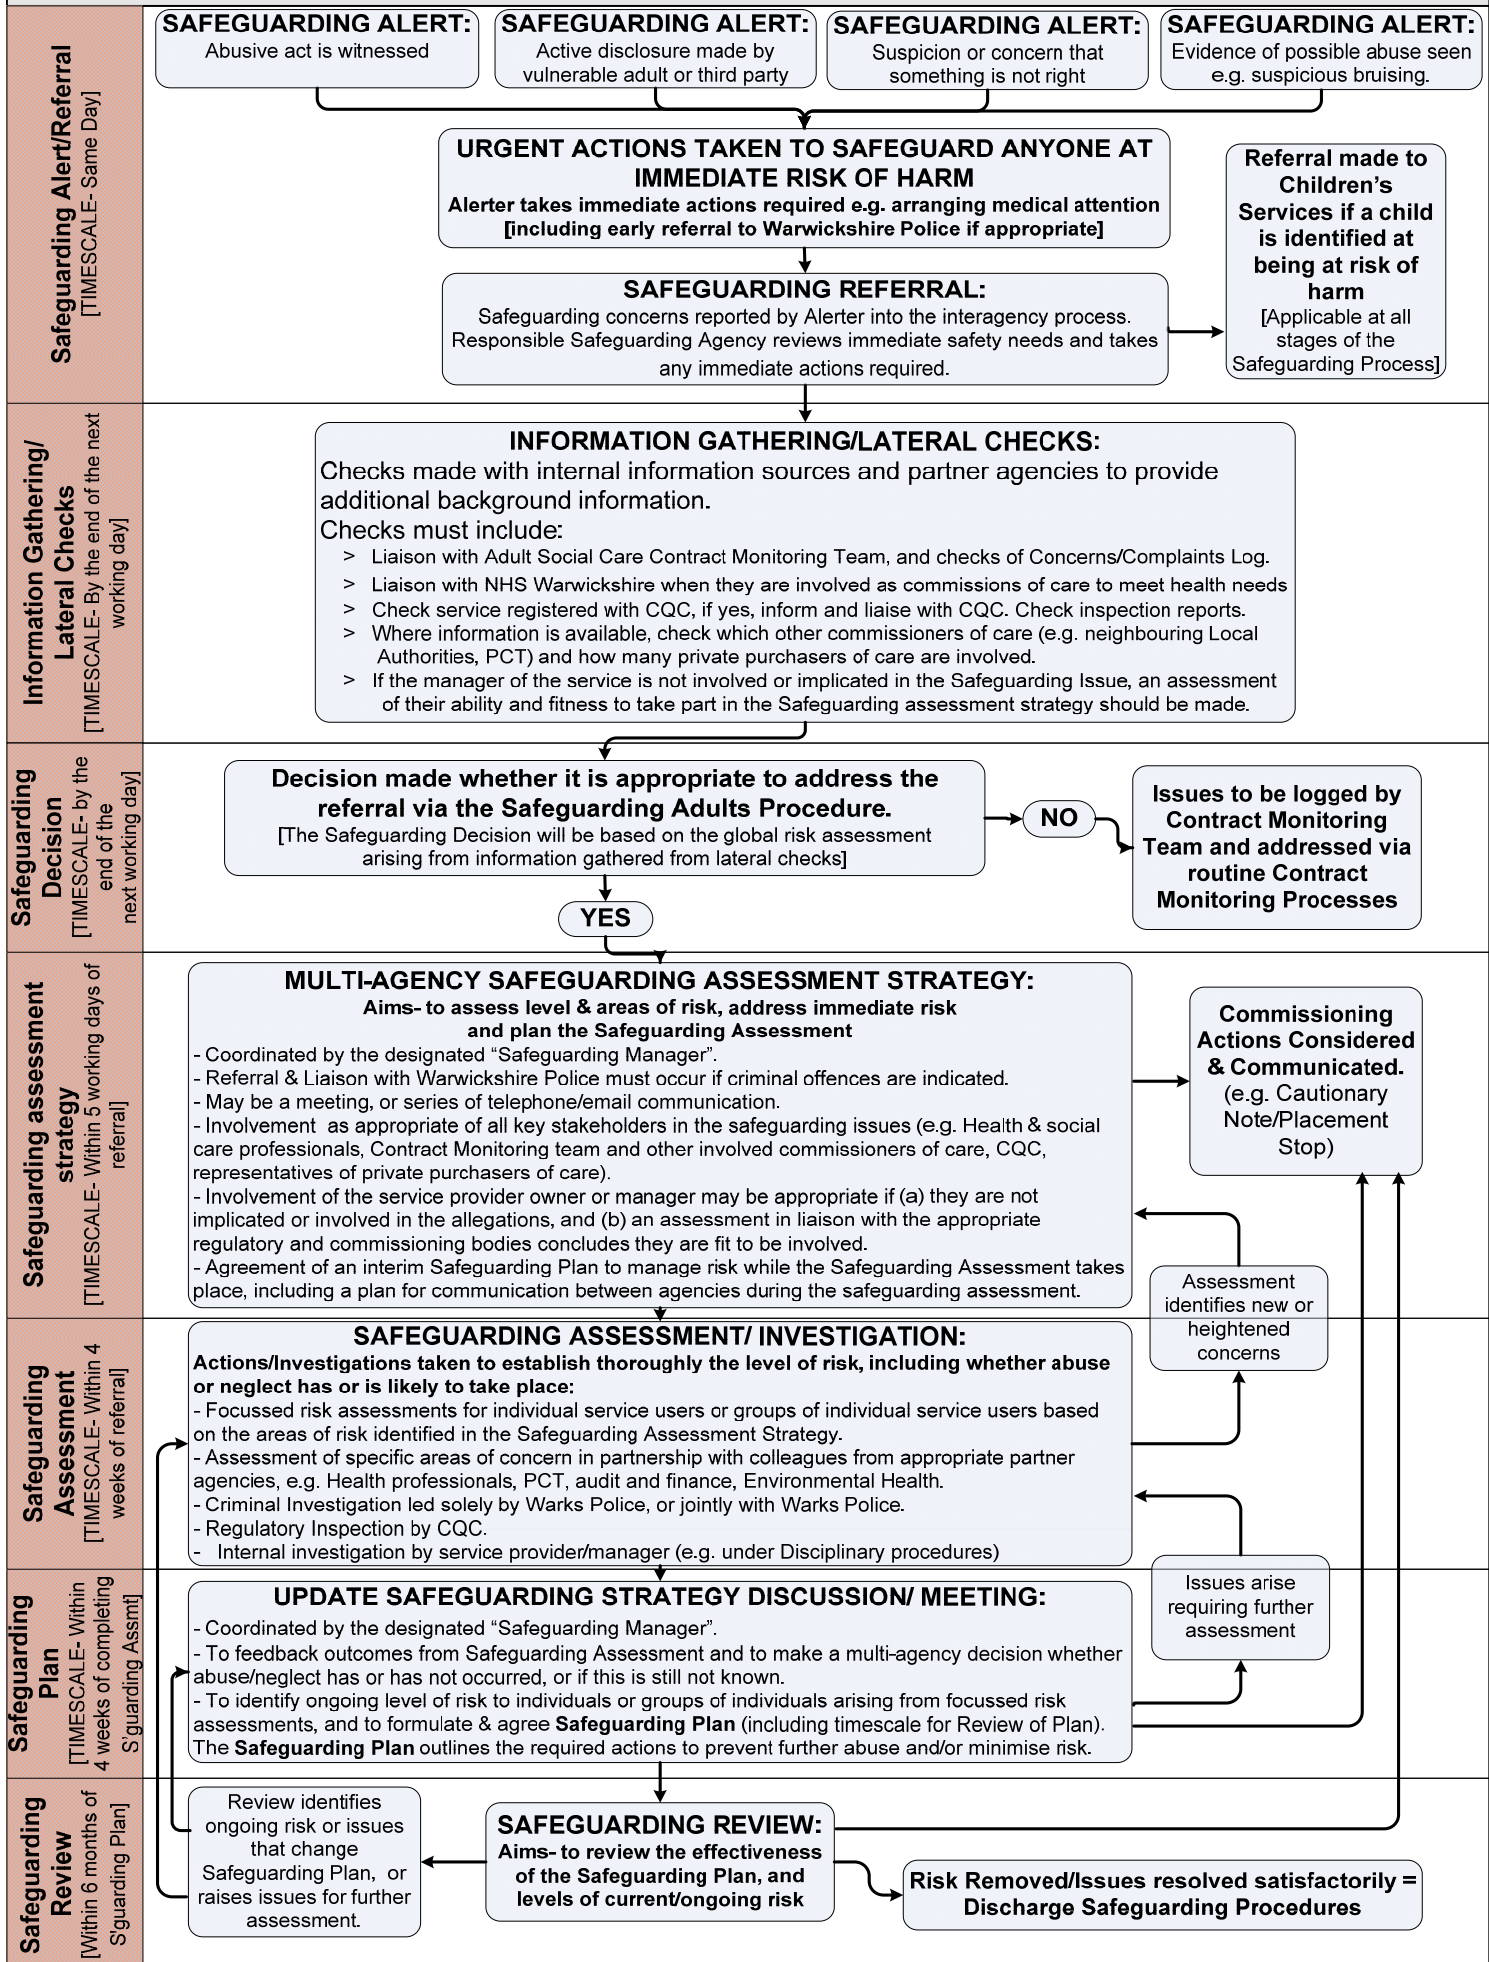 Safeguarding Alert/Referral
[TIMESCALE- Same Day]
SAFEGUARDING ALERT:
Abusive act is witnessed
SAFEGUARDING ALERT:
Active disclosure made by
vulnerable adult or third party
SAFEGUARDING ALERT:
Suspicion or concern that
something is not right
SAFEGUARDING ALERT:
Evidence of possible abuse seen
e.g. suspicious bruising.
URGENT ACTIONS TAKEN TO SAFEGUARD ANYONE AT
IMMEDIATE RISK OF HARM
Alerter takes immediate actions required e.g. arranging medical attention
[including early referral to Warwickshire Police if appropriate]
SAFEGUARDING REFERRAL:
Safeguarding concerns reported by Alerter into the interagency process.
Responsible Safeguarding Agency reviews immediate safety needs and takes
any immediate actions required.
Referral made to
Children's
Services if a child
is identified at
being at risk of
harm
[Applicable at all
stages of the
Safeguarding Process]
Information Gathering/
Lateral Checks
[TIMESCALE- By the end of the next
working day]
INFORMATION GATHERING/LATERAL CHECKS:
Checks made with internal information sources and partner agencies to provide
additional background information.
Checks must include:
> Liaison with Adult Social Care Contract Monitoring Team, and checks of Concerns/Complaints Log.
> Liaison with NHS Warwickshire when they are involved as commissions of care to meet health needs
> Check service registered with CQC, if yes, inform and liaise with CQC. Check inspection reports.
> Where information is available, check which other commissioners of care (e.g. neighbouring Local
Authorities, PCT) and how many private purchasers of care are involved.
> If the manager of the service is not involved or implicated in the Safeguarding Issue, an assessment
of their ability and fitness to take part in the Safeguarding assessment strategy should be made.
Safeguarding
Decision
[TIMESCALE- by the
end of the
next working day]
Decision made whether it is appropriate to address the
referral via the Safeguarding Adults Procedure.
[The Safeguarding Decision will be based on the global risk assessment
arising from information gathered from lateral checks]
NO
Issues to be logged by
Contract Monitoring
Team and addressed via
routine Contract
Monitoring Processes
YES
Safeguarding assessment
strategy
[TIMESCALE- Within 5 working days of
referral]
MULTI-AGENCY SAFEGUARDING ASSESSMENT STRATEGY:
Aims- to assess level & areas of risk, address immediate risk
and plan the Safeguarding Assessment
- Coordinated by the designated “Safeguarding Manager”.
- Referral & Liaison with Warwickshire Police must occur if criminal offences are indicated.
- May be a meeting, or series of telephone/email communication.
- Involvement as appropriate of all key stakeholders in the safeguarding issues (e.g. Health & social
care professionals, Contract Monitoring team and other involved commissioners of care, CQC,
representatives of private purchasers of care).
- Involvement of the service provider owner or manager may be appropriate if (a) they are not
implicated or involved in the allegations, and (b) an assessment in liaison with the appropriate
regulatory and commissioning bodies concludes they are fit to be involved.
- Agreement of an interim Safeguarding Plan to manage risk while the Safeguarding Assessment takes
place, including a plan for communication between agencies during the safeguarding assessment.
Commissioning
Actions Considered
& Communicated.
(e.g. Cautionary
Note/Placement
Stop)
Assessment
identifies new or
heightened
concerns
Safeguarding
Assessment
[TIMESCALE- Within 4
weeks of referral]
SAFEGUARDING ASSESSMENT/ INVESTIGATION:
Actions/Investigations taken to establish thoroughly the level of risk, including whether abuse
or neglect has or is likely to take place:
- Focussed risk assessments for individual service users or groups of individual service users based
on the areas of risk identified in the Safeguarding Assessment Strategy.
- Assessment of specific areas of concern in partnership with colleagues from appropriate partner
agencies, e.g. Health professionals, PCT, audit and finance, Environmental Health.
- Criminal Investigation led solely by Warks Police, or jointly with Warks Police.
- Regulatory Inspection by CQC.
- Internal investigation by service provider/manager (e.g. under Disciplinary procedures)
Issues arise
requiring further
assessment
Safeguarding
Plan
[TIMESCALE- Within
4 weeks of completing
S'guarding Assmt]
UPDATE SAFEGUARDING STRATEGY DISCUSSION/ MEETING:
- Coordinated by the designated “Safeguarding Manager”.
- To feedback outcomes from Safeguarding Assessment and to make a multi-agency decision whether
abuse/neglect has or has not occurred, or if this is still not known.
- To identify ongoing level of risk to individuals or groups of individuals arising from focussed risk
assessments, and to formulate & agree Safeguarding Plan (including timescale for Review of Plan).
The Safeguarding Plan outlines the required actions to prevent further abuse and/or minimise risk.
Safeguarding
Review
[Within 6 months of
S'guarding Plan]
Review identifies
ongoing risk or issues
that change
Safeguarding Plan, or
raises issues for further
assessment.
SAFEGUARDING REVIEW:
Aims- to review the effectiveness
of the Safeguarding Plan, and
levels of current/ongoing risk
Risk Removed/Issues resolved satisfactorily =
Discharge Safeguarding Procedures